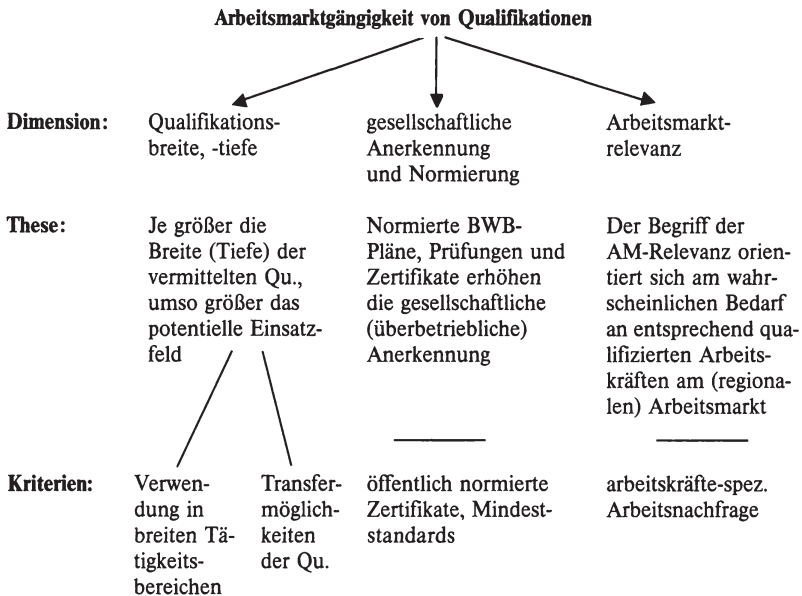 Arbeitsmarktgängigkeit von Qualifikationen
Dimension:
Qualifikations-
breite, -tiefe
gesellschaftliche
Anerkennung
und Normierung
Arbeitsmarkt-
relevanz
These:
Je größer die
Breite (Tiefe) der
vermittelten Qu.,
umso größer das
potentielle Einsatz-
feld
Normierte BWB-
Pläne, Prüfungen und
Zertifikate erhöhen
die gesellschaftliche
(überbetriebliche)
Anerkennung
Der Begriff der
AM-Relevanz orien-
tiert sich am wahr-
scheinlichen Bedarf
an entsprechend qua-
lifizierten Arbeits-
kräften am (regiona-
len) Arbeitsmarkt
Kriterien:
Verwen-
dung in
breiten Tä-
tigkeits-
bereichen
Transfer-
möglich-
keiten
der Qu.
öffentlich normierte
Zertifikate, Mindest-
standards
arbeitskräfte-spez.
Arbeitsnachfrage